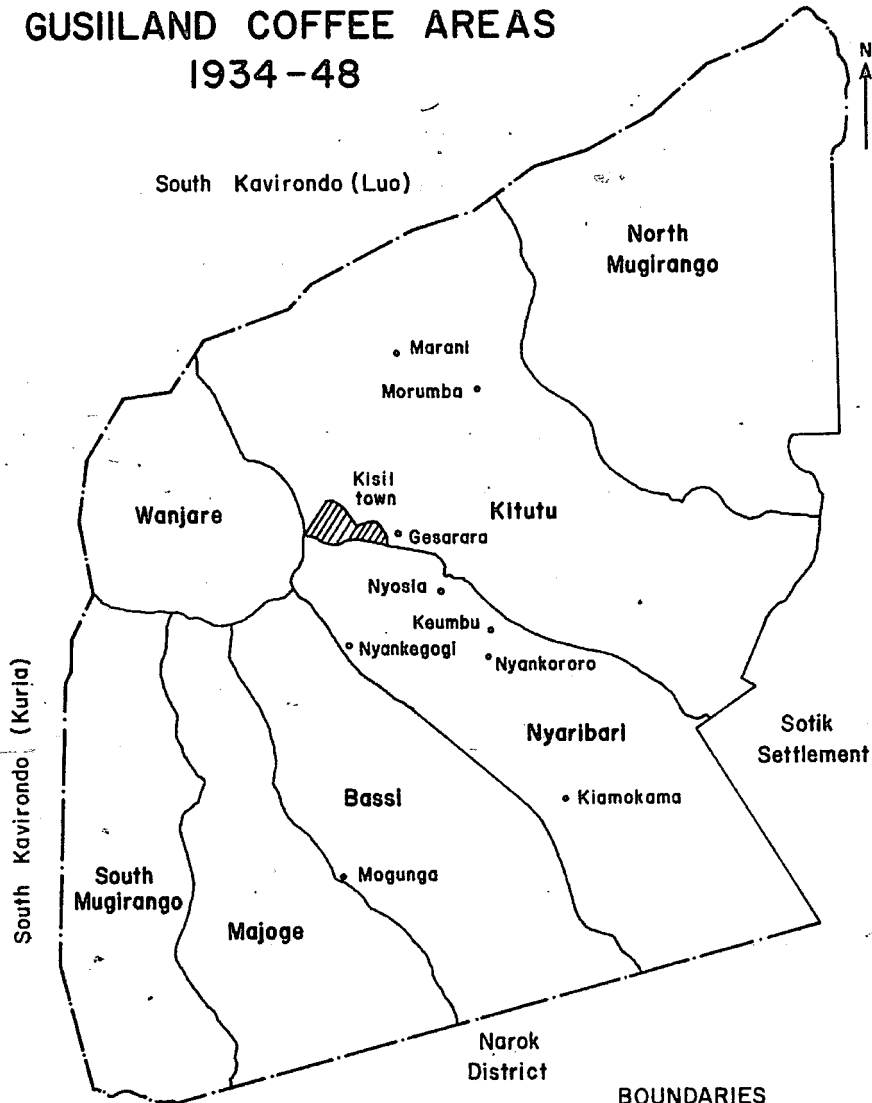 GUSIILAND COFFEE AREAS
1934-48
N
South Kavirondo (Luo)
North
Mugirango
Marani
Morumba
Kisii
town
Wanjare
Kitutu
Gesarara
Nyosia
Keumbu
Nyankegogi
Nyankororo
South Kavirondo (Kuria)
Nyaribari
Sotik
Settlement
Bassi
Kiamokama
South
Mugirango
Mogunga
Majoge
Narok
District
BOUNDARIES